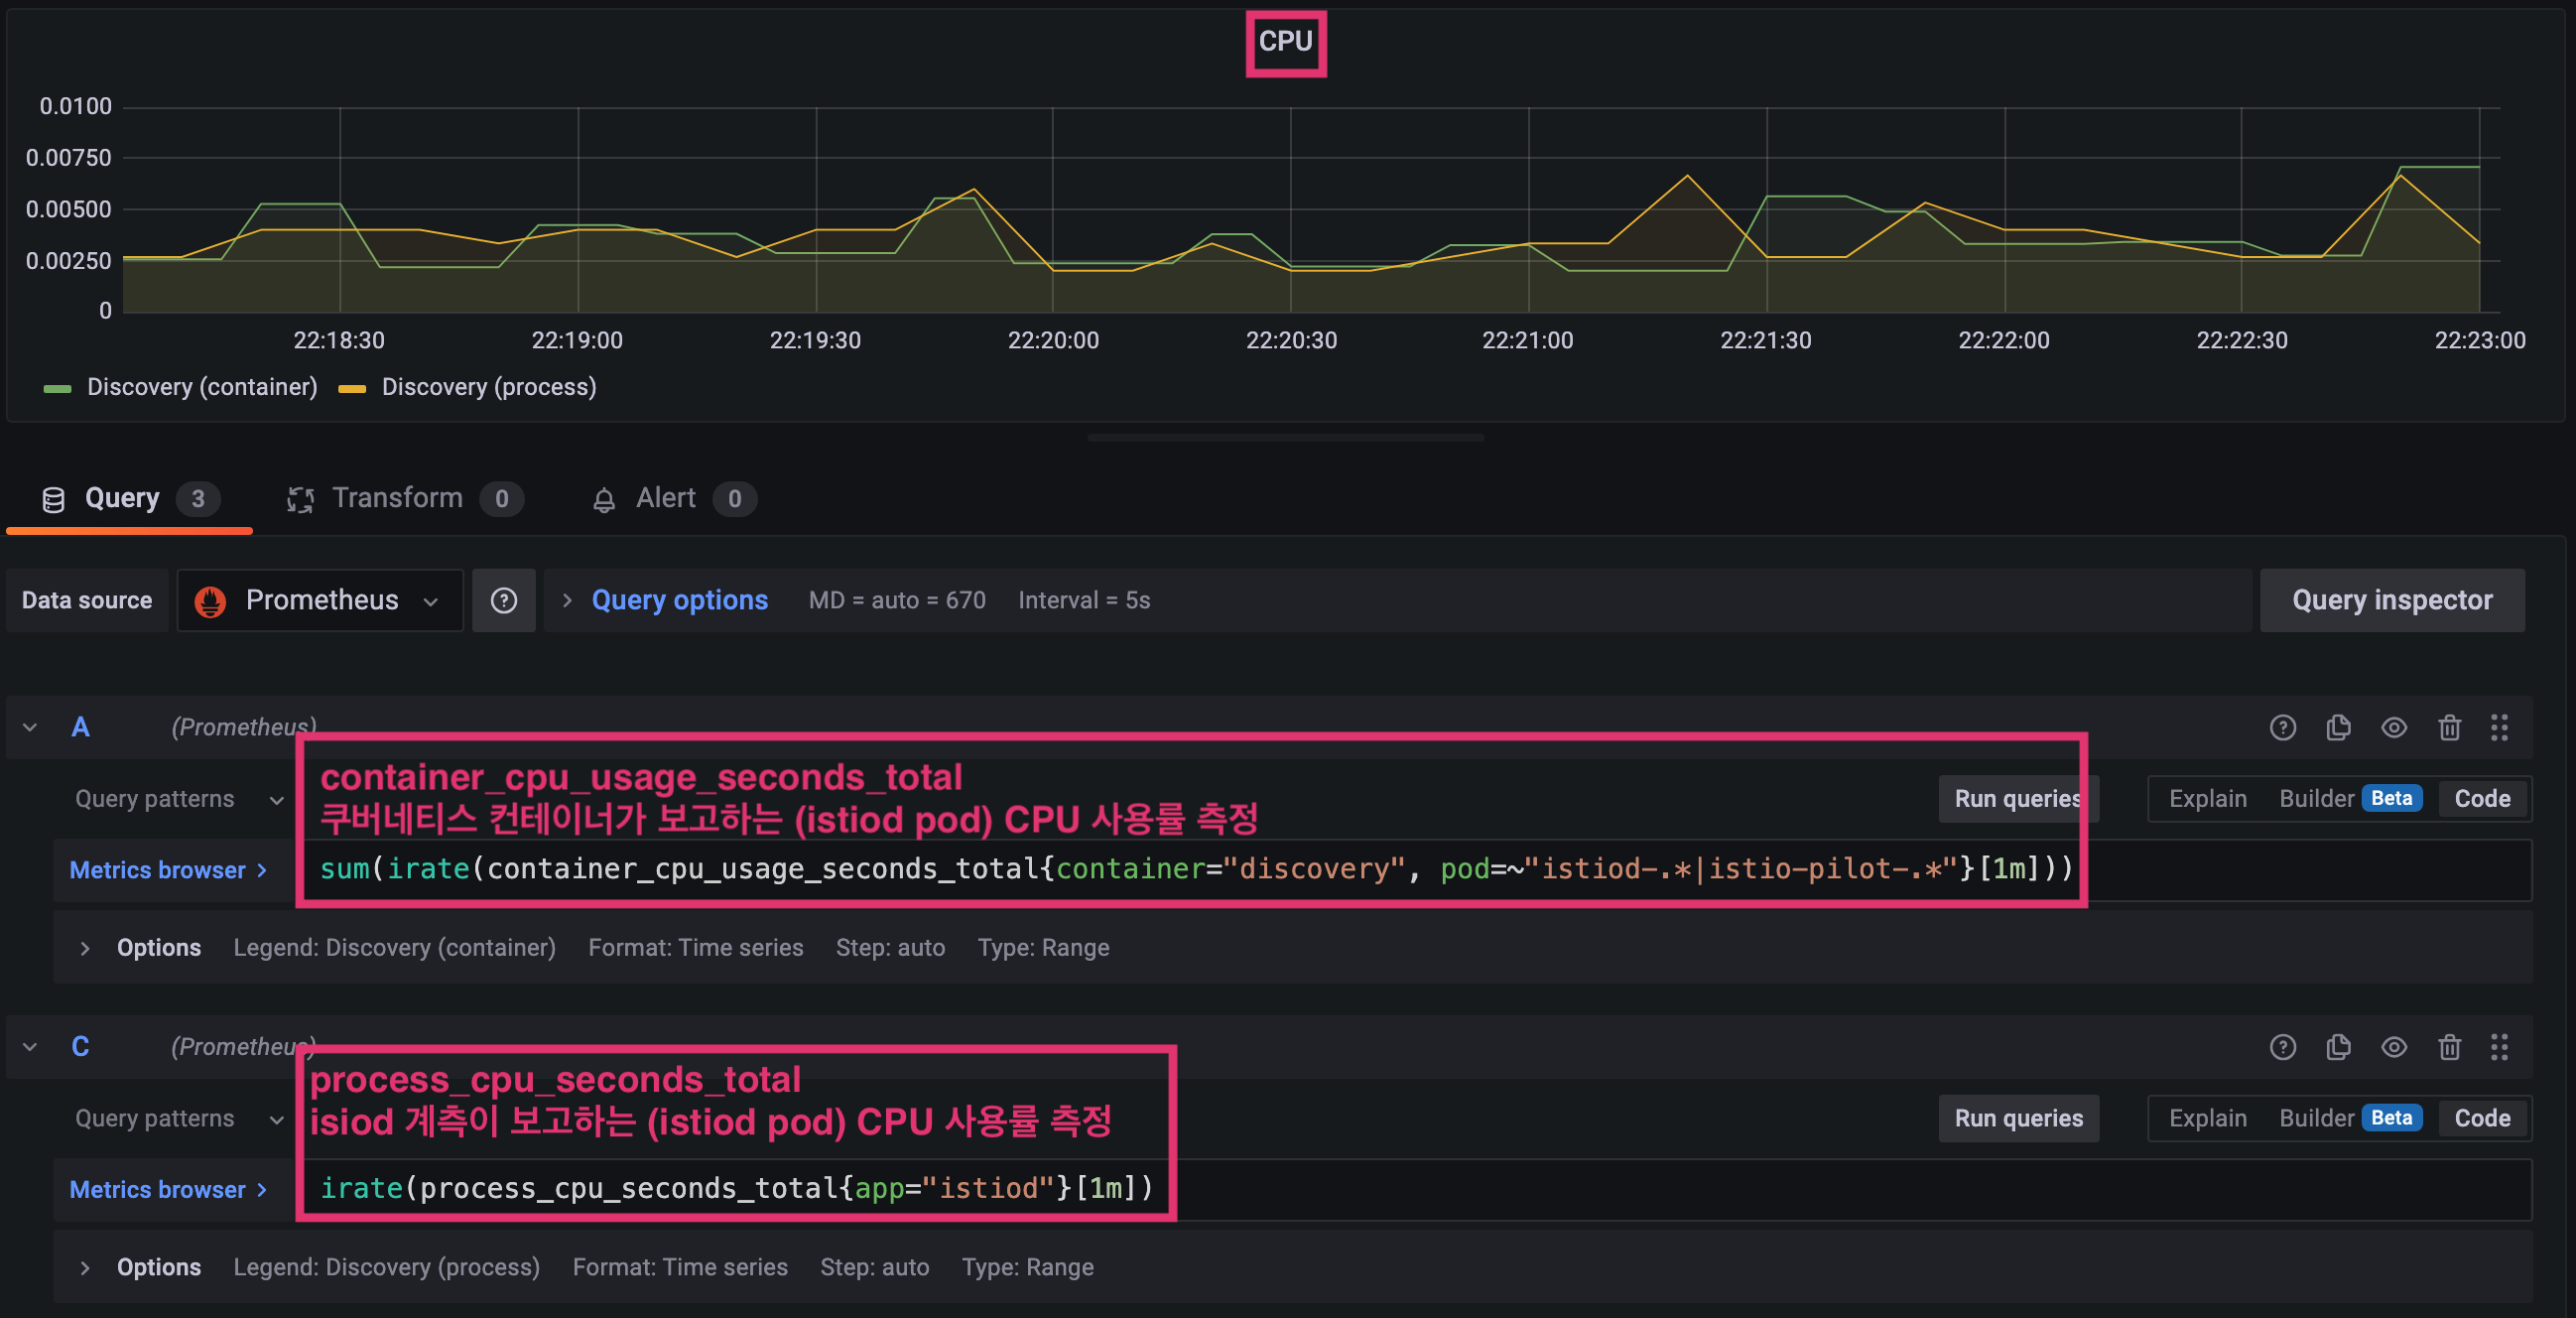 CPU
0.0100
0.00750
0.00500
0.00250
0
22:18:30 22:19:00 22:19:30 22:20:00 22:20:30 22:21:00 22:21:30 22:22:00 22:22:30 22:23:00
Discovery (container) Discovery (process)
Query 3 Transform 0 Alert 0
Data source Prometheus Query options MD = auto = 670 Interval = 5s Query inspector
A (Prometheus)
container_cpu_usage_seconds_total
Query patterns 쿠버네티스 컨테이너가 보고하는 (istiod pod) CPU 사용률 측정 Run queries Explain Builder Beta Code
Metrics browser > sum(irate(container_cpu_usage_seconds_total{container="discovery", pod=~"istiod-.*|istio-pilot-.*"}[1m]))
Options Legend: Discovery (container) Format: Time series Step: auto Type: Range
C (Prometheus)
process_cpu_seconds_total
Query patterns isiod 계측이 보고하는 (istiod pod) CPU 사용률 측정 Run queries Explain Builder Beta Code
Metrics browser > irate(process_cpu_seconds_total{app="istiod"}[1m])
Options Legend: Discovery (process) Format: Time series Step: auto Type: Range